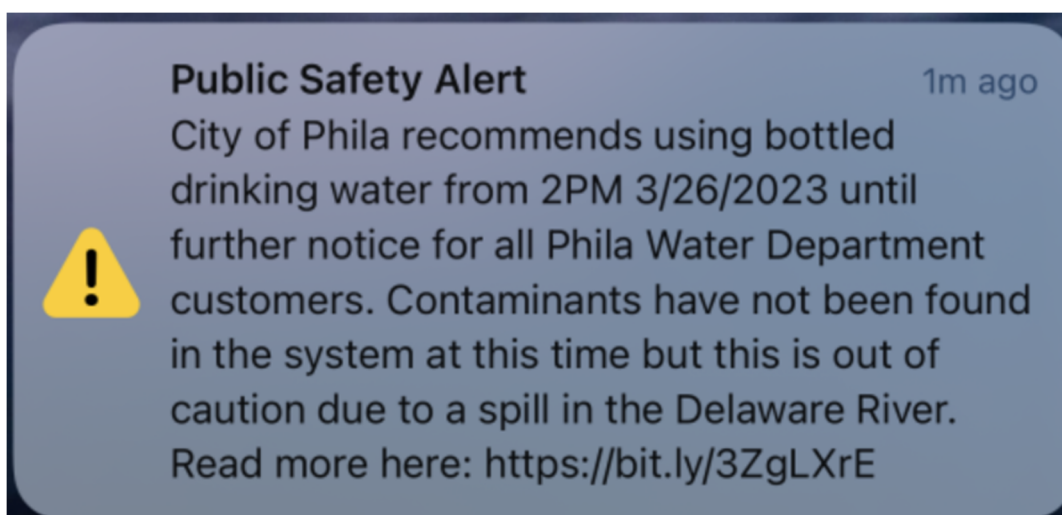 Public Safety Alert
1m ago
City of Phila recommends using bottled
drinking water from 2PM 3/26/2023 until
further notice for all Phila Water Department
customers. Contaminants have not been found
in the system at this time but this is out of
caution due to a spill in the Delaware River.
Read more here: https://bit.ly/3ZgLXrE